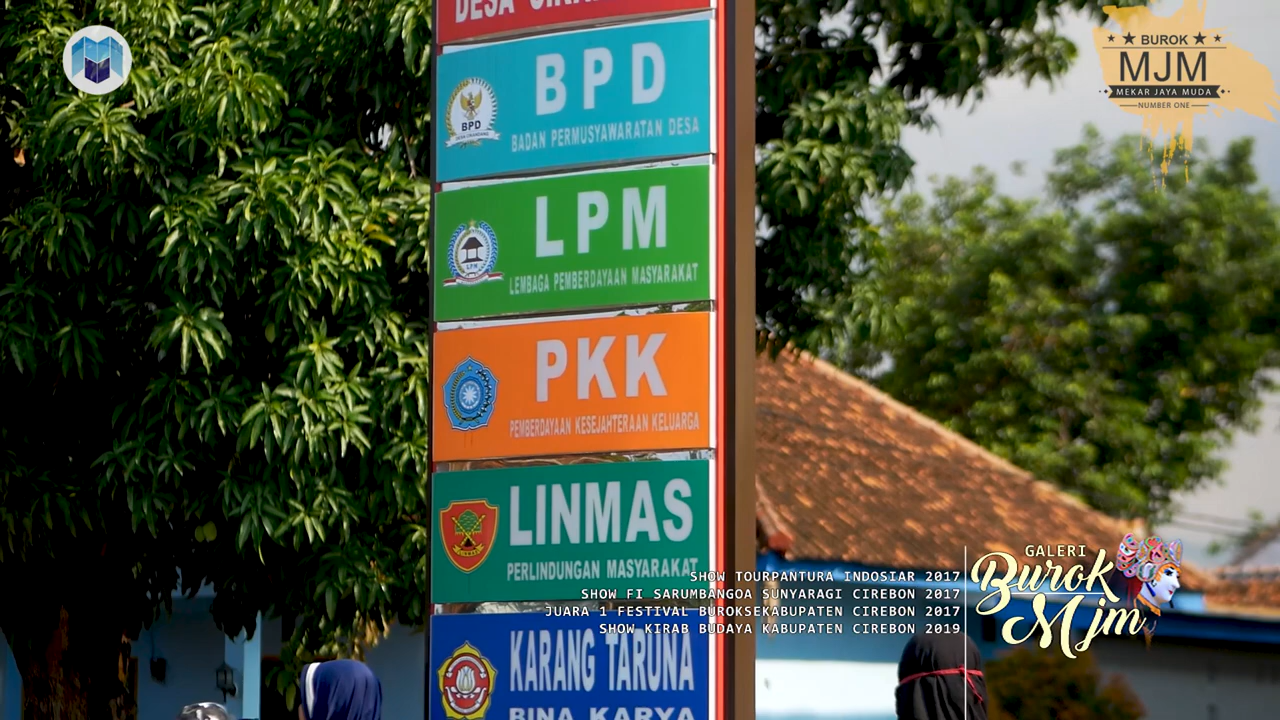 DESA
BPD
BPD
BADAN PERMUSYAWARATAN DESA
LPM
LPM
LEMBAGA PEMBERDAYAAN MASYARAKAT
PKK
PEMBERDAYAAN KESEJAHTERAAN KELUARGA
LINMAS
PERLINDUNGAN MASYARAKAT
KARANG TARUNA
BINA KARYA
BUROK
MJM
MEKAR JAYA MUDA
NUMBER ONE
SHOW TOURPANTURA INDOSIAR 2017
SHOW FI SARUMBANGOA SUNYARAGI CIREBON 2017
JUARA 1 FESTIVAL BUROKSEKABUPATEN CIREBON 2017
SHOW KIRAB BUDAYA KABUPATEN CIREBON 2019
GALERI
Burok
Mjm